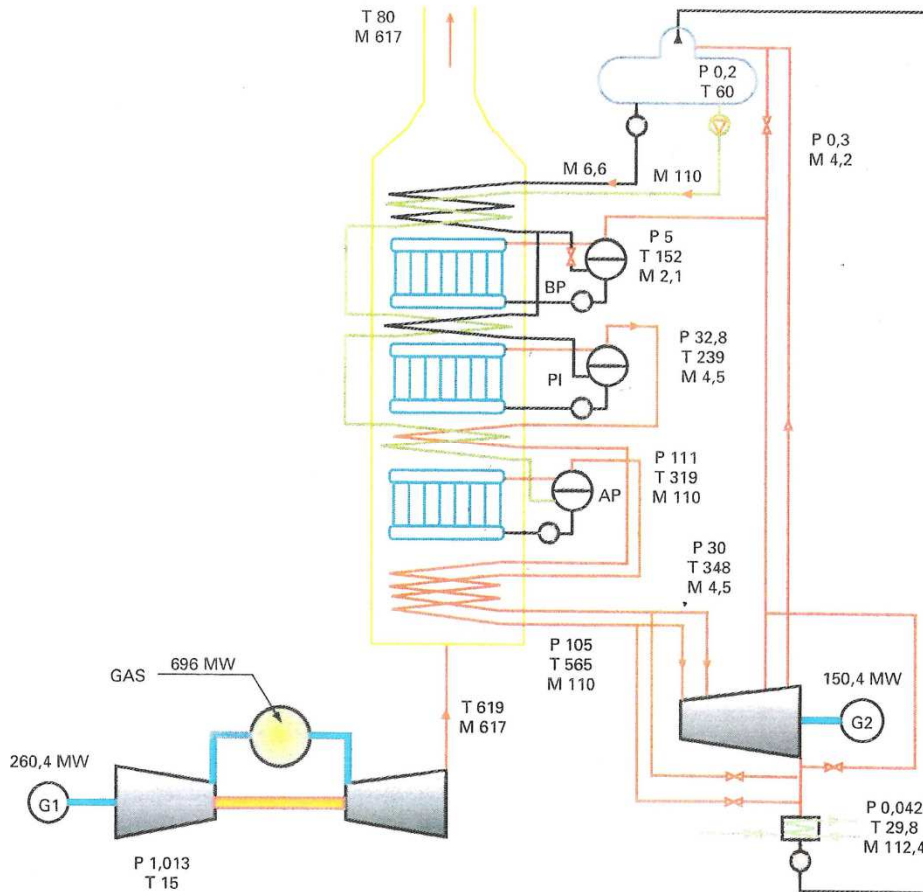 T 80
M 617
P 0,2
T 60
P 0,3
M 4,2
M 6,6
M 110
P 5
T 152
M 2,1
BP
P 32,8
T 239
M 4,5
PI
P 111
T 319
M 110
AP
P 30
T 348
M 4,5
P 105
T 565
M 110
696 MW
GAS
T 619
M 617
150,4 MW
G2
260,4 MW
G1
P 0,042
T 29,8
M 112,4
P 1,013
T 15